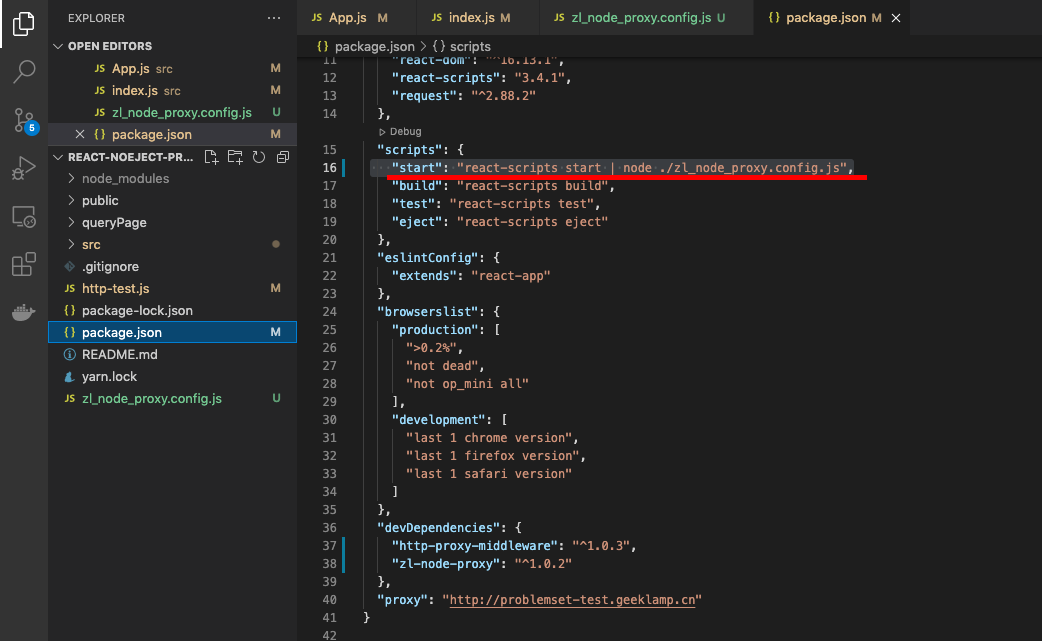 EXPLORER
OPEN EDITORS
JS App.js src M
JS index.js src M
JS zl_node_proxy.config.js U
{} package.json M
REACT-NOEJECT-PR...
node_modules
public
queryPage
src
.gitignore
JS http-test.js M
{} package-lock.json
{} package.json M
README.md
yarn.lock
JS zl_node_proxy.config.js U
5
JS App.js M
JS index.js M
JS zl_node_proxy.config.js U
{} package.json M
{} package.json > {} scripts
11 "react-dom": "^16.13.1",
12 "react-scripts": "3.4.1",
13 "request": "^2.88.2"
14 },
Debug
15 "scripts": {
16 "start": "react-scripts start | node ./zl_node_proxy.config.js",
17 "build": "react-scripts build",
18 "test": "react-scripts test",
19 "eject": "react-scripts eject"
20 },
21 "eslintConfig": {
22 "extends": "react-app"
23 },
24 "browserslist": {
25 "production": [
26 ">0.2%",
27 "not dead",
28 "not op_mini all"
29 ],
30 "development": [
31 "last 1 chrome version",
32 "last 1 firefox version",
33 "last 1 safari version"
34 ]
35 },
36 "devDependencies": {
37 "http-proxy-middleware": "^1.0.3",
38 "zl-node-proxy": "^1.0.2"
39 },
40 "proxy": "http://problemset-test.geeklamp.cn"
41 }
42